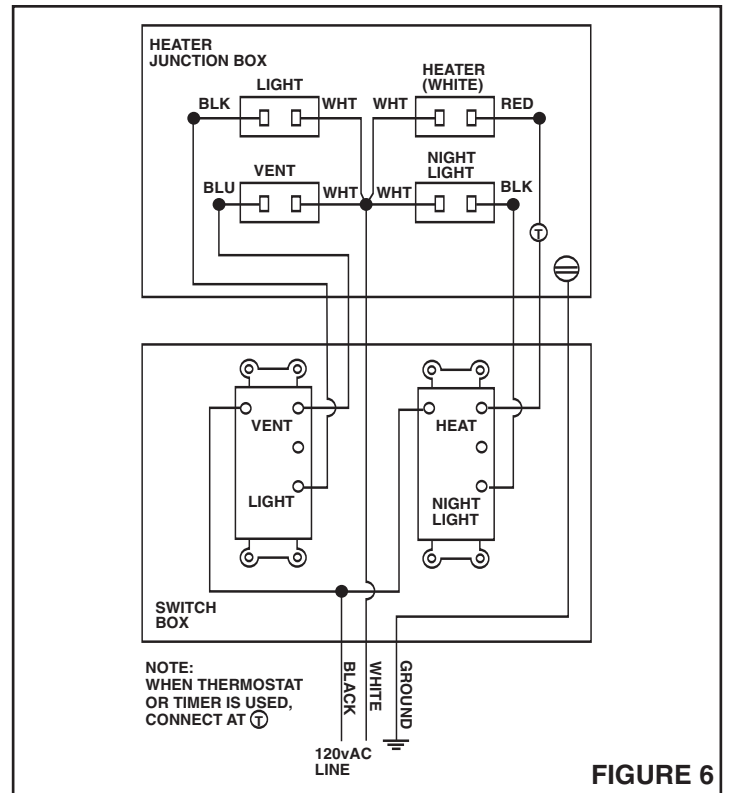 HEATER
JUNCTION BOX
LIGHT
HEATER
(WHITE)
BLK
WHT
WHT
RED
VENT
NIGHT
LIGHT
BLU
WHT
WHT
BLK
T
VENT
HEAT
LIGHT
NIGHT
LIGHT
SWITCH
BOX
NOTE:
WHEN THERMOSTAT
OR TIMER IS USED,
CONNECT AT T
BLACK
WHITE
GROUND
120vAC
LINE
FIGURE 6